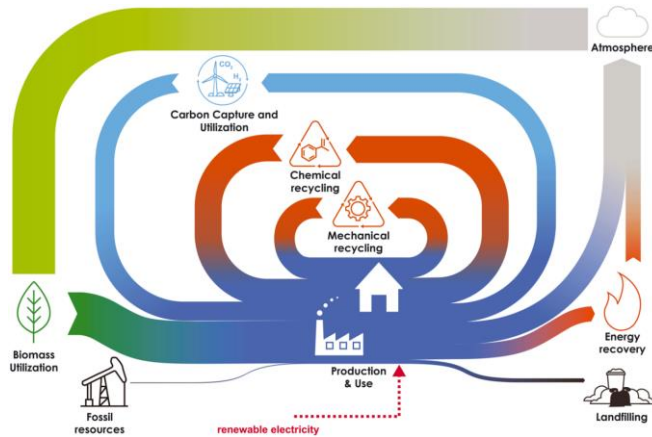 Atmosphere
CO₂
H₂
Carbon Capture and
Utilization
Chemical
recycling
Mechanical
recycling
Biomass
Utilization
Energy
recovery
Production
& Use
Fossil
resources
Landfilling
renewable electricity